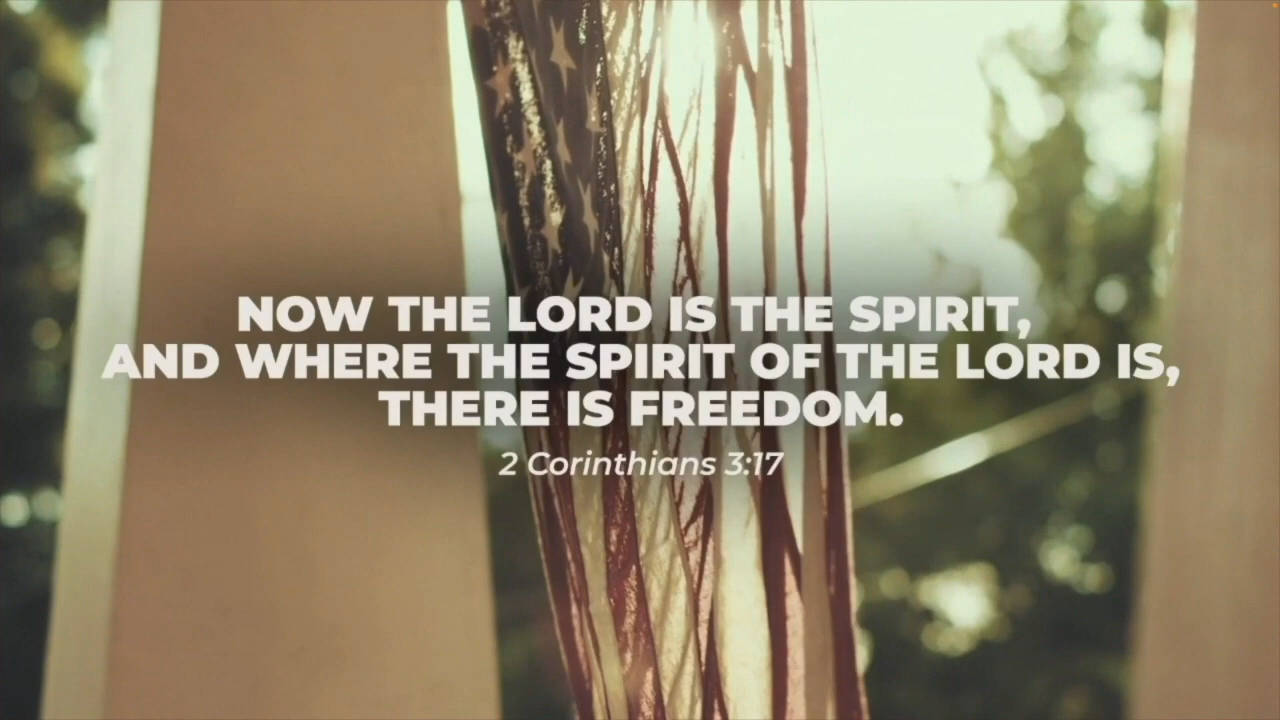 NOW THE LORD IS THE SPIRIT,
AND WHERE THE SPIRIT OF THE LORD IS,
THERE IS FREEDOM.
2 Corinthians 3:17